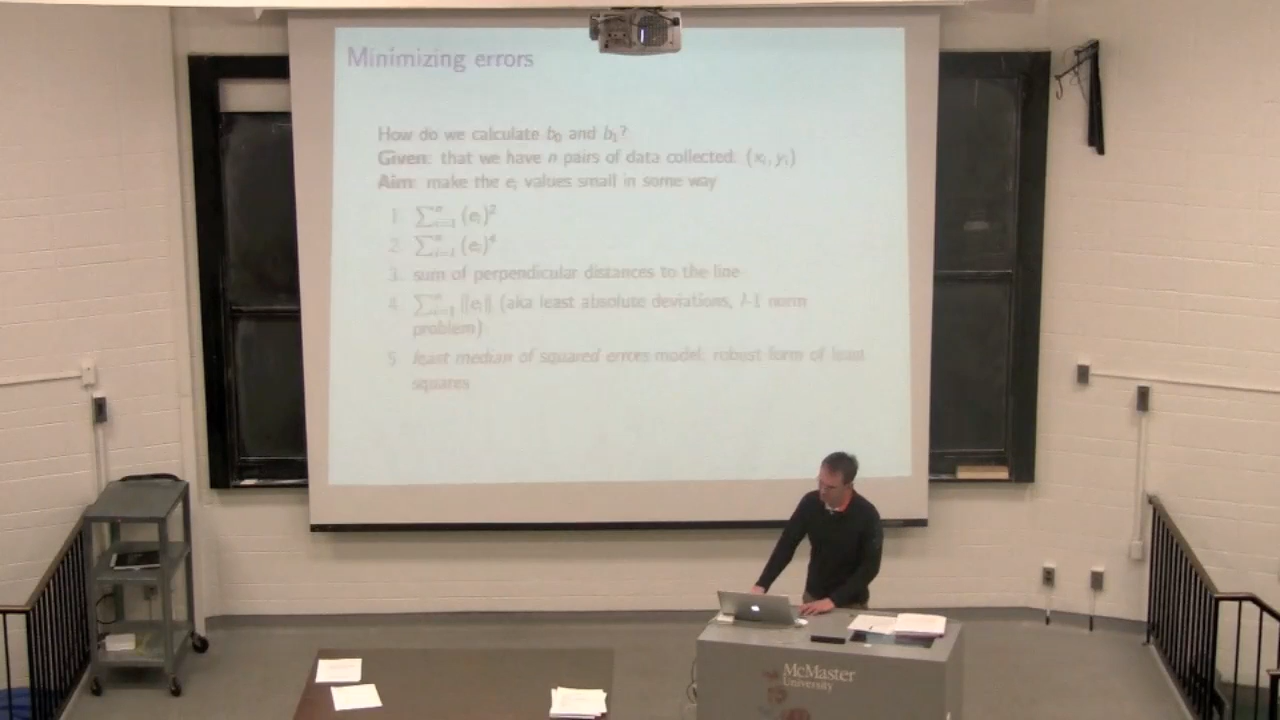 Minimizing errors
How do we calculate b₀ and b₁?
Given: that we have n pairs of data collected: (xᵢ, yᵢ)
Aim: make the eᵢ values small in some way
1. ∑ⁿᵢ₌₁ (eᵢ)²
2. ∑ⁿᵢ₌₁ (eᵢ)⁴
3. sum of perpendicular distances to the line
4. ∑ⁿᵢ₌₁ ‖eᵢ‖ (aka least absolute deviations, l-1 norm
problem)
5. least median of squared errors model: robust form of least
squares
McMaster
University